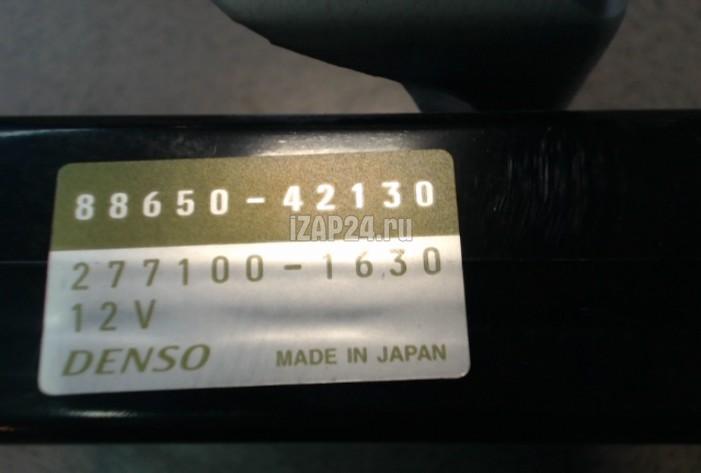 88650-42130
iZAP24.ru
277100-1630
12V
DENSO MADE IN JAPAN